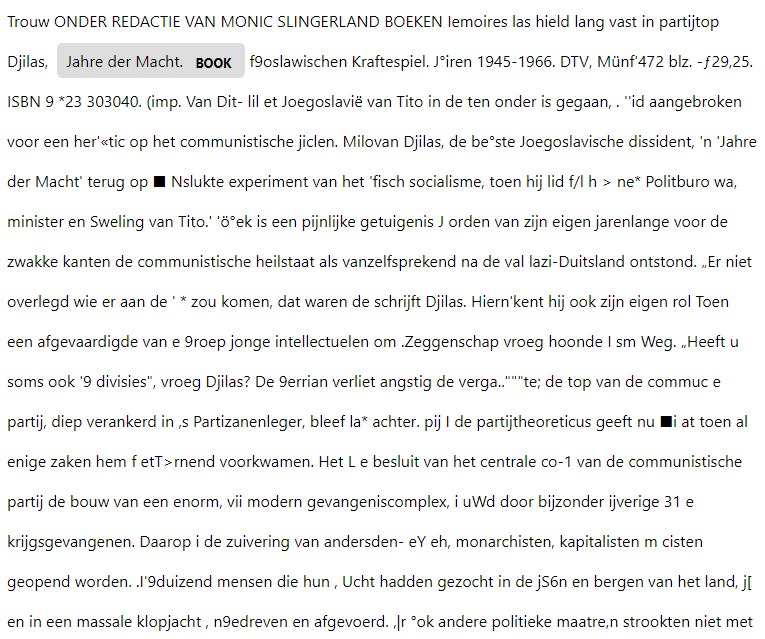 Trouw ONDER REDACTIE VAN MONIC SLINGERLAND BOEKEN Iemoires las hield lang vast in partijtop
Djilas, Jahre der Macht. BOOK f9oslawischen Kraftespiel. J°iren 1945-1966. DTV, Münf'472 blz. -ƒ29,25.
ISBN 9 *23 303040. (imp. Van Dit- lil et Joegoslavië van Tito in de ten onder is gegaan, . ''id aangebroken
voor een her'«tic op het communistische jiclen. Milovan Djilas, de be°ste Joegoslavische dissident, 'n 'Jahre
der Macht' terug op ■ Nslukte experiment van het 'fisch socialisme, toen hij lid f/l h > ne* Politburo wa,
minister en Sweling van Tito.' 'ö°ek is een pijnlijke getuigenis J orden van zijn eigen jarenlange voor de
zwakke kanten de communistische heilstaat als vanzelfsprekend na de val lazi-Duitsland ontstond. „Er niet
overlegd wie er aan de ' * zou komen, dat waren de schrijft Djilas. Hiern'kent hij ook zijn eigen rol Toen
een afgevaardigde van e 9roep jonge intellectuelen om .Zeggenschap vroeg hoonde I sm Weg. „Heeft u
soms ook '9 divisies", vroeg Djilas? De 9errian verliet angstig de verga.."""te; de top van de commuc e
partij, diep verankerd in ,s Partizanenleger, bleef la* achter. pij I de partijtheoreticus geeft nu ■i at toen al
enige zaken hem f etT>rnend voorkwamen. Het L e besluit van het centrale co-1 van de communistische
partij de bouw van een enorm, vii modern gevangeniscomplex, i uWd door bijzonder ijverige 31 e
krijgsgevangenen. Daarop i de zuivering van andersden- eY eh, monarchisten, kapitalisten m cisten
geopend worden. .I'9duizend mensen die hun , Ucht hadden gezocht in de jS6n en bergen van het land, j[
en in een massale klopjacht , n9edreven en afgevoerd. ,|r °ok andere politieke maatre,n strookten niet met